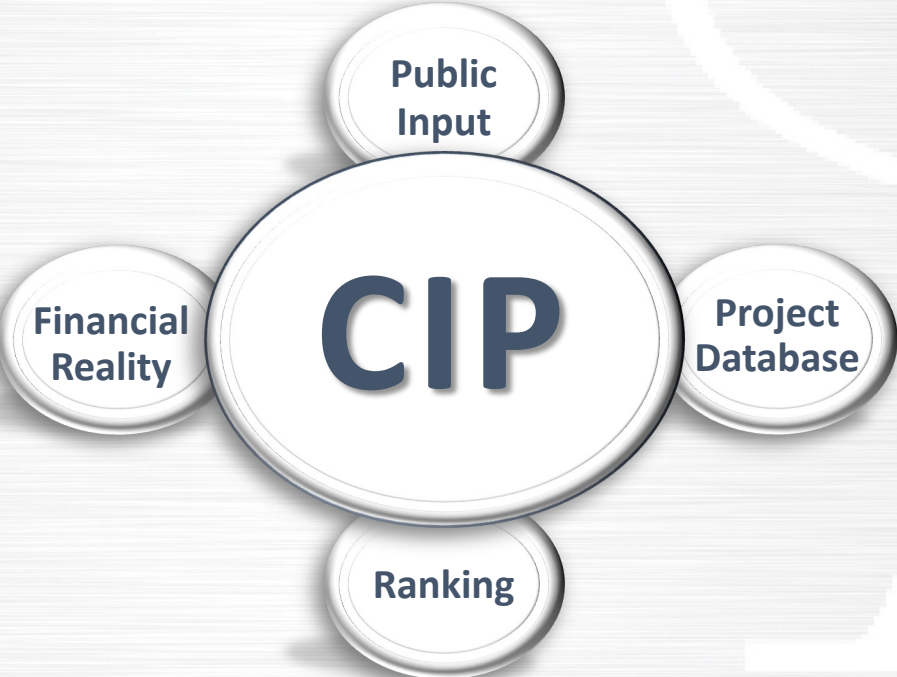 Public
Input
Financial
Reality
CIP
Project
Database
Ranking